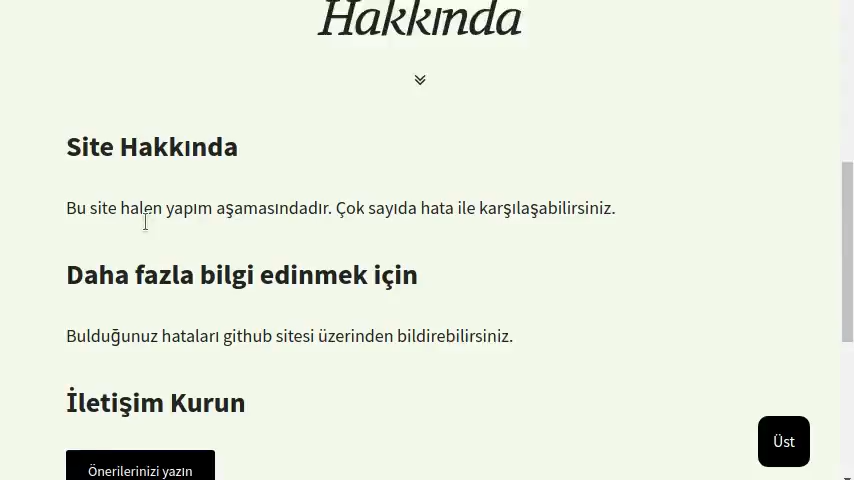 Hakkında
Site Hakkında
Bu site halen yapım aşamasındadır. Çok sayıda hata ile karşılaşabilirsiniz.
Daha fazla bilgi edinmek için
Bulduğunuz hataları github sitesi üzerinden bildirebilirsiniz.
İletişim Kurun
Üst
Önerilerinizi yazın